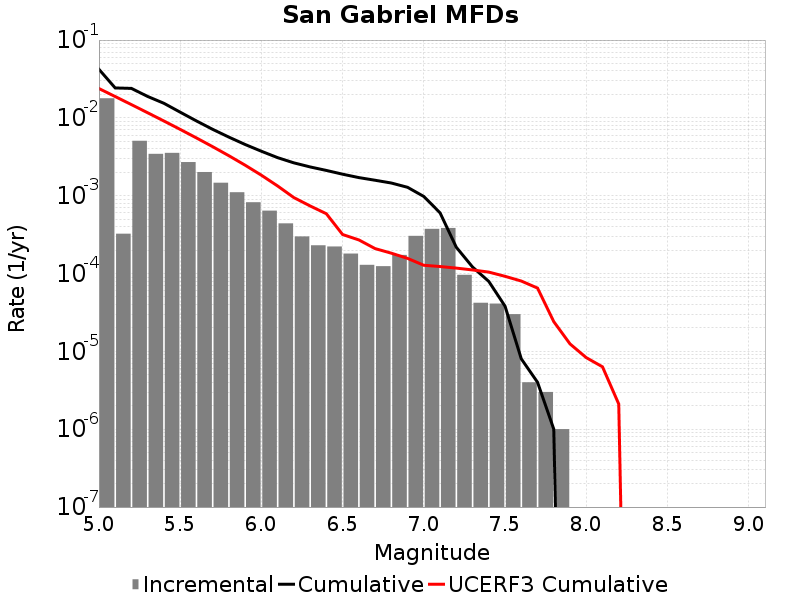 San Gabriel MFDs
10-1
10-2
10-3
10-4
10-5
10-6
10-7
Rate (1/yr)
5.0 5.5 6.0 6.5 7.0 7.5 8.0 8.5 9.0
Magnitude
Incremental Cumulative UCERF3 Cumulative